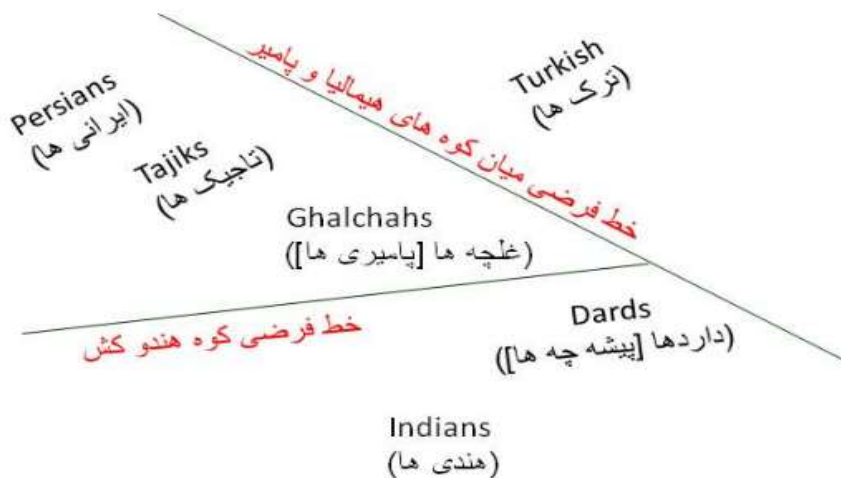 Turkish
(ترک ها)
خط فرضی میان کوه های هیمالیا و پامیر
Persians
(ایرانی ها)
Tajiks
(تاجیک ها)
Ghalchahs
(غلچه ها [پامیری ها])
خط فرضی کوه هندو کش
Dards
(داردها [پیشه چه ها])
Indians
(هندی ها)